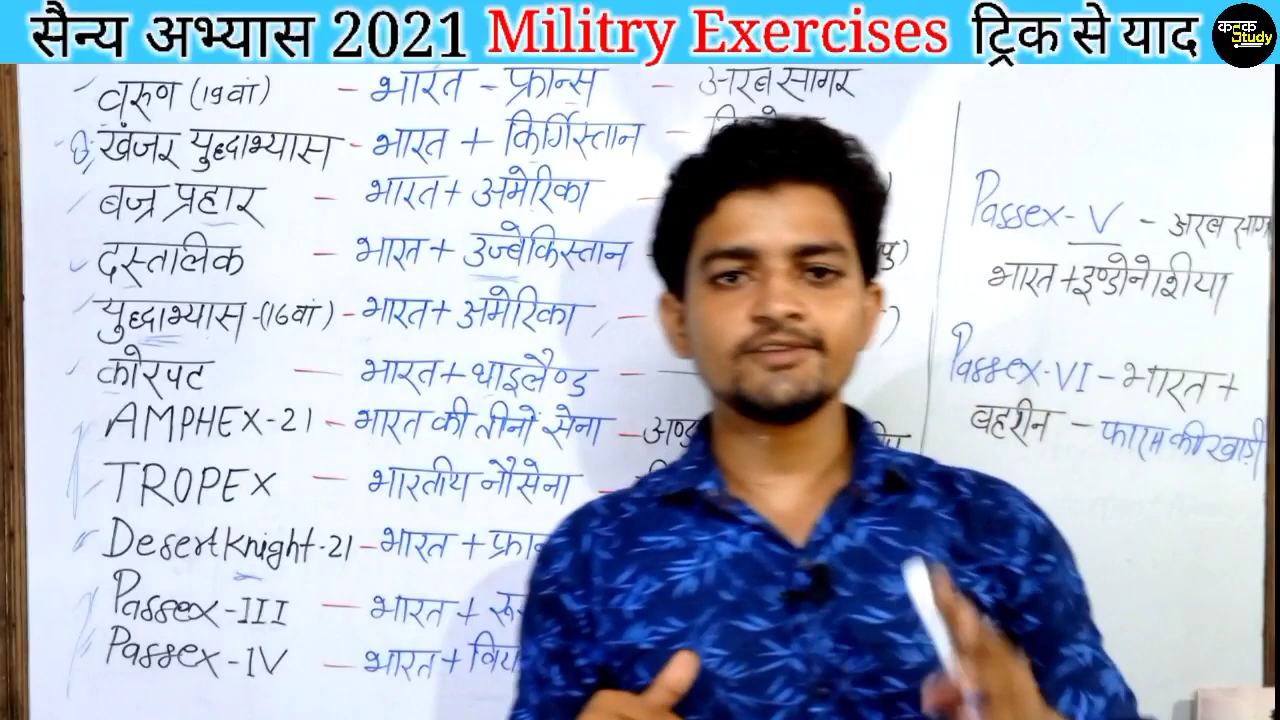 सैन्य अभ्यास 2021 Militry Exercises ट्रिक से याद
Study
वरुण (19वां) - भारत - फ्रान्स - अरब सागर
खंजर युद्धाभ्यास - भारत + किर्गिस्तान -
बज्र प्रहार - भारत + अमेरिका -
दस्तालिक - भारत + उज्बेकिस्तान
युद्धाभ्यास -(16वां) - भारत + अमेरिका -
कोरपट - भारत + थाइलैण्ड -
AMPHEX-21 - भारत की तीनों सेना -
TROPEX - भारतीय नौसेना -
Desert Knight-21 - भारत +
Passex-III - भारत +
Passex-IV - भारत +
Passex-V - अरब
भारत + इण्डोनेशिया
Passex-VI - भारत +
बहरीन - फारस की खाड़ी